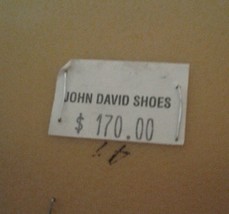 JOHN DAVID SHOES
$ 170.00